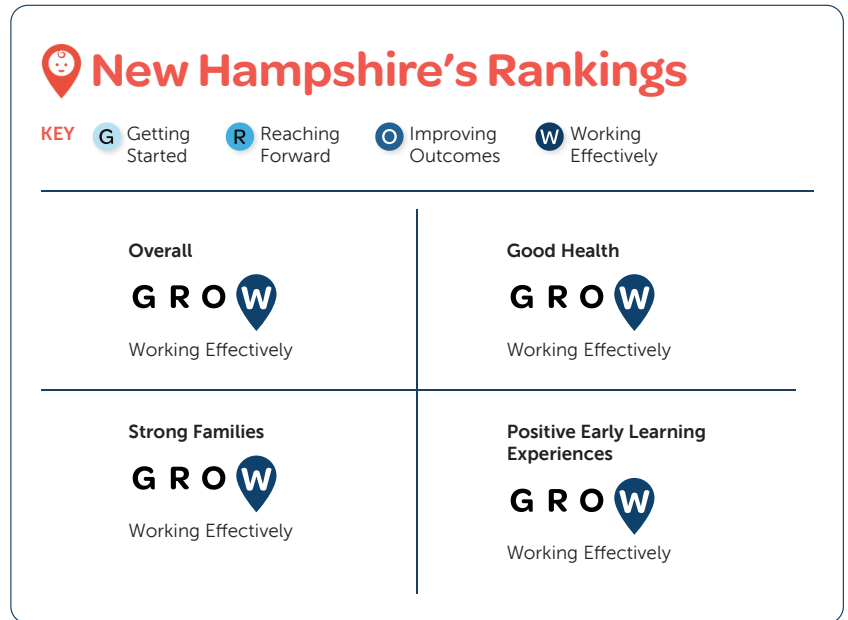 New Hampshire's Rankings
KEY G Getting Started R Reaching Forward O Improving Outcomes W Working Effectively
Overall
G R O W
Working Effectively
Good Health
G R O W
Working Effectively
Strong Families
G R O W
Working Effectively
Positive Early Learning
Experiences
G R O W
Working Effectively